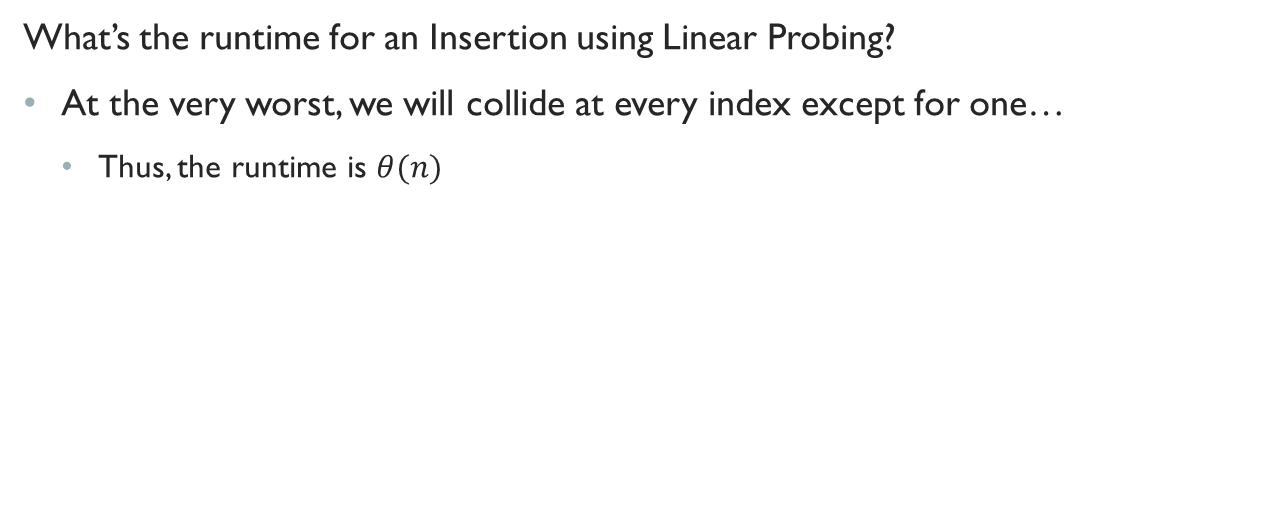 What’s the runtime for an Insertion using Linear Probing?
• At the very worst, we will collide at every index except for one…
• Thus, the runtime is θ(n)